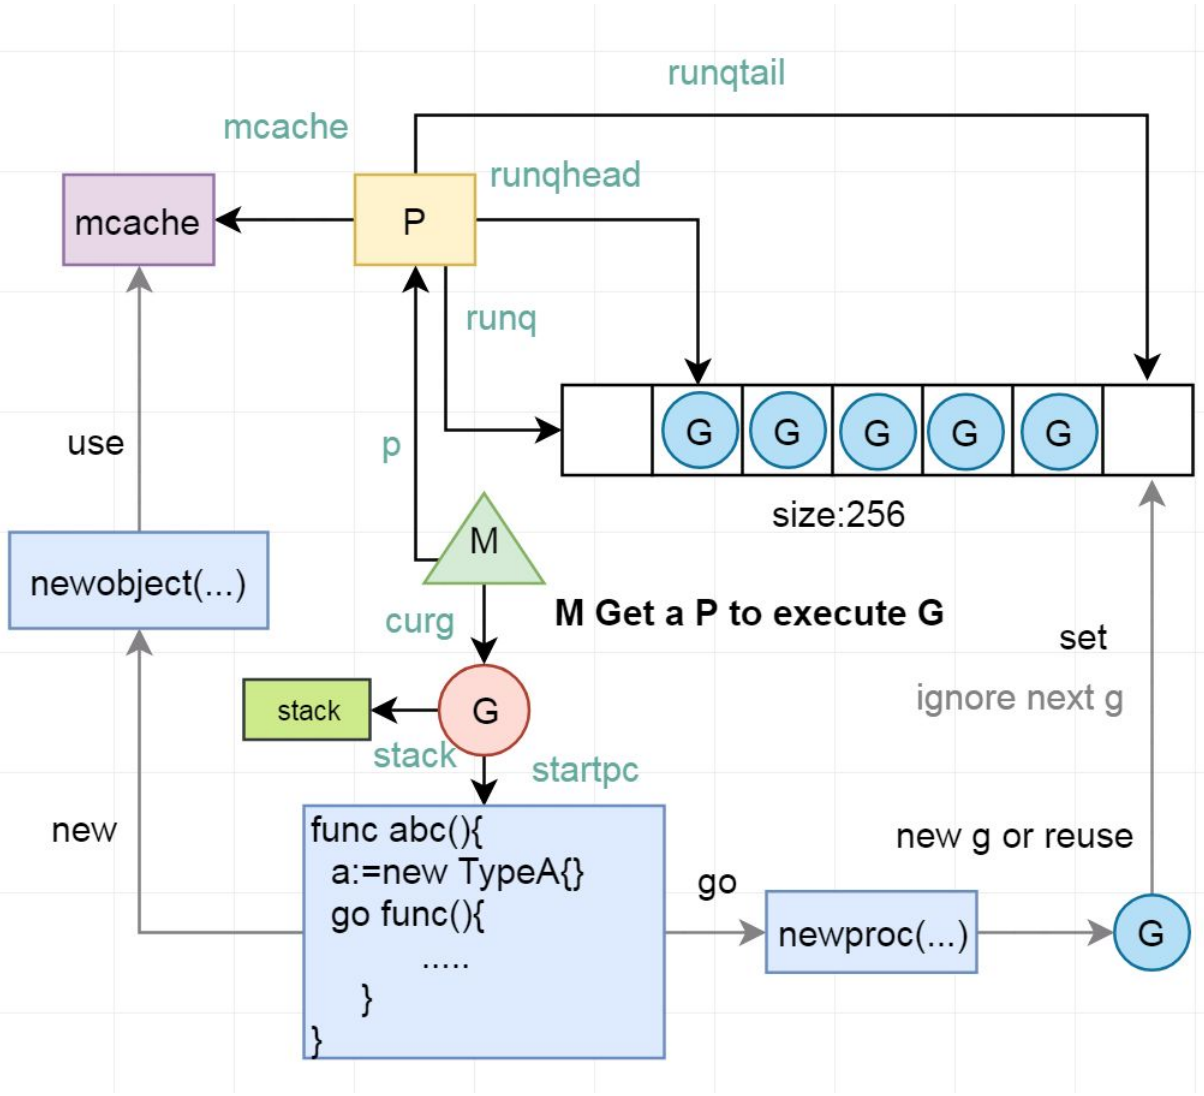 runqtail
mcache
runqhead
mcache
P
runq
use
p
G
G
G
G
G
size:256
M
newobject(...)
M Get a P to execute G
curg
set
ignore next g
stack
G
stack
startpc
new
func abc(){
a:=new TypeA{}
go func(){
.....
}
}
go
new g or reuse
newproc(...)
G